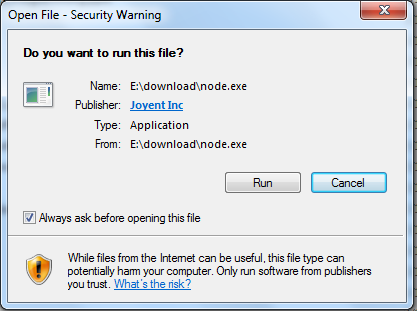 Open File - Security Warning
Do you want to run this file?
Name: E:\download\node.exe
Publisher: Joyent Inc
Type: Application
From: E:\download\node.exe
Run Cancel
Always ask before opening this file
While files from the Internet can be useful, this file type can
potentially harm your computer. Only run software from publishers
you trust. What's the risk?